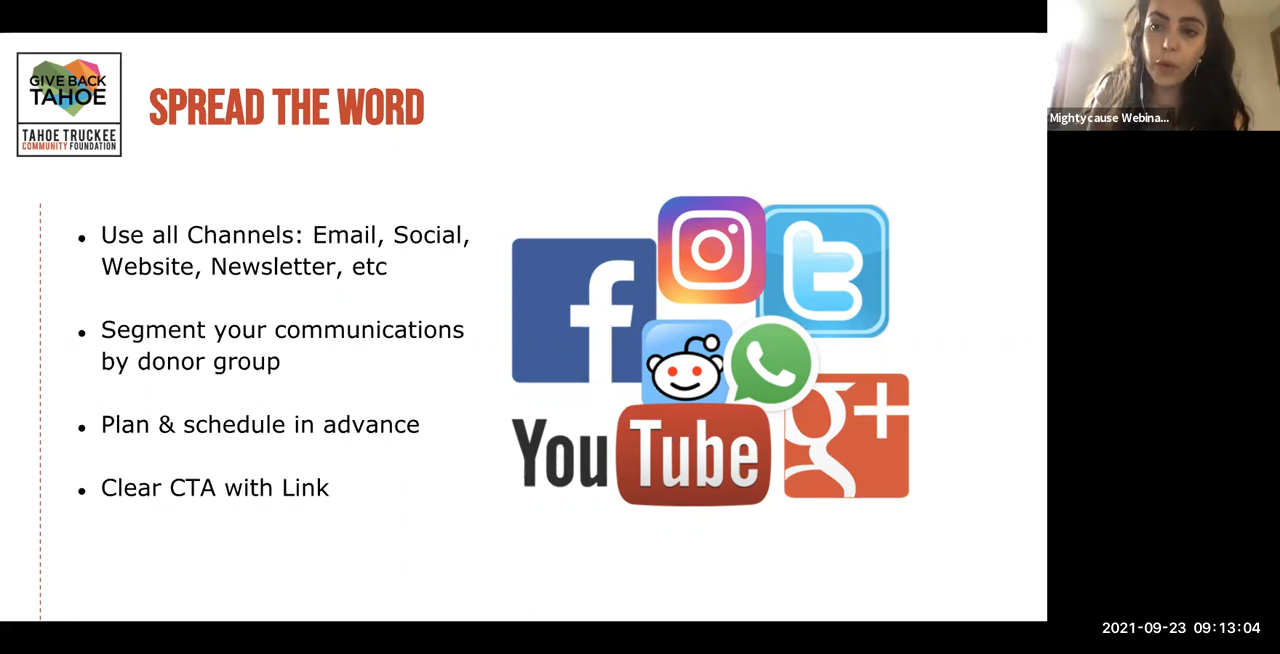 GIVE BACK
TAHOE
TAHOE TRUCKEE
COMMUNITY FOUNDATION
SPREAD THE WORD
• Use all Channels: Email, Social,
Website, Newsletter, etc
• Segment your communications
by donor group
• Plan & schedule in advance
• Clear CTA with Link
f
t
You Tube
g+
Mightycause Webina...
2021-09-23 09:13:04